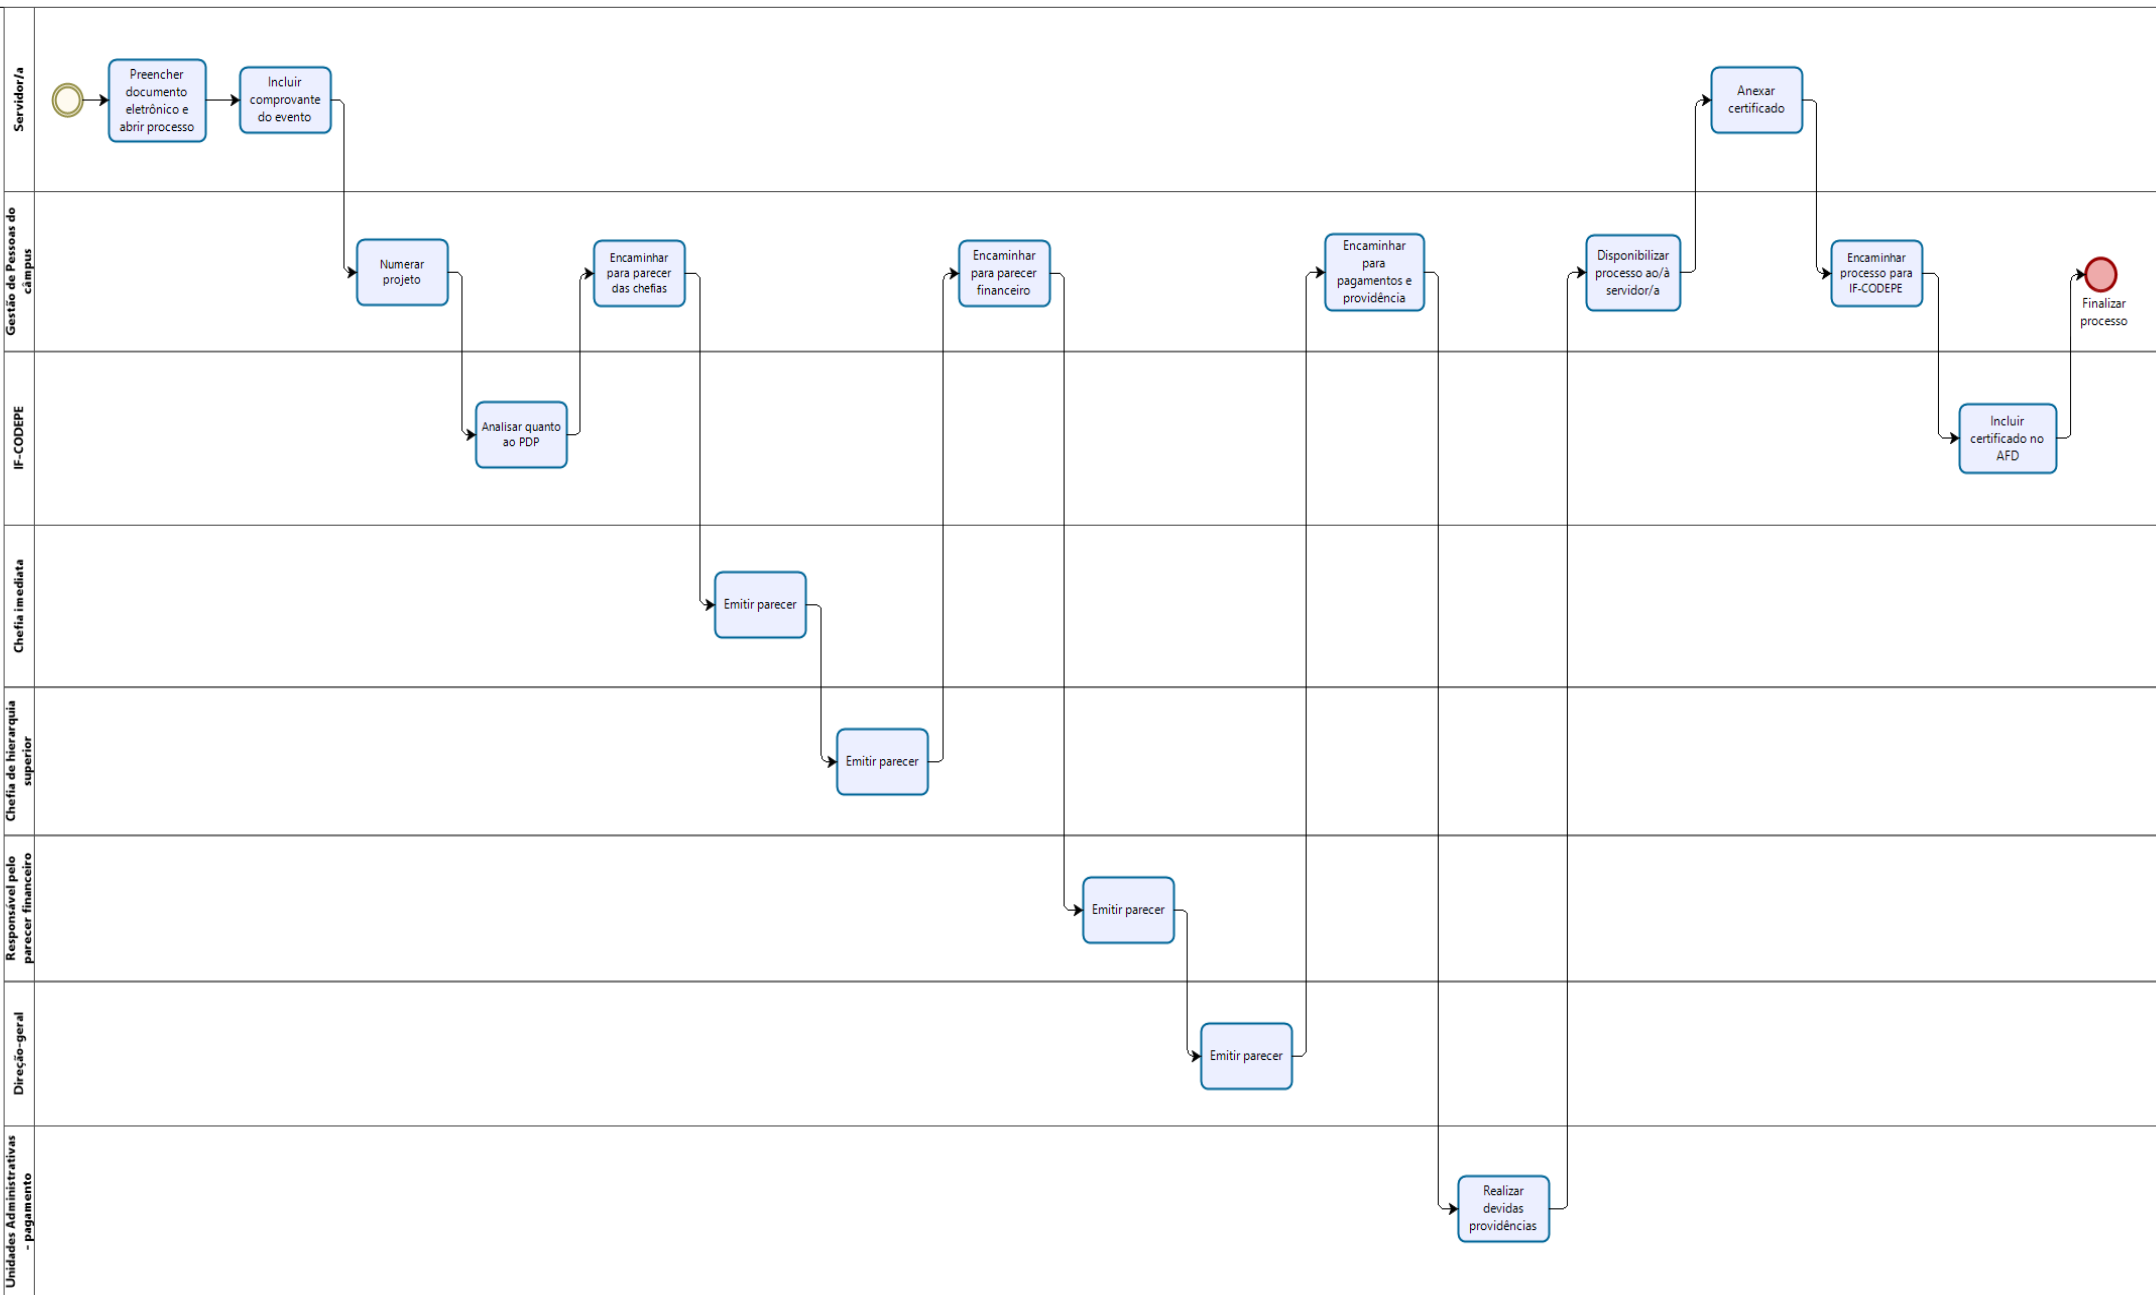 Servidor/a
Preencher
documento
eletrônico e
abrir processo
Incluir
comprovante
do evento
Anexar
certificado
Gestão de Pessoas do
câmpus
Numerar
projeto
Encaminhar
para parecer
das chefias
Encaminhar
para parecer
financeiro
Encaminhar
para
pagamentos e
providência
Disponibilizar
processo ao/à
servidor/a
Encaminhar
processo para
IF-CODEPE
Finalizar
processo
IF-CODEPE
Analisar quanto
ao PDP
Incluir
certificado no
AFD
Chefia imediata
Emitir parecer
Chefia de hierarquia
superior
Emitir parecer
Responsável pelo
parecer financeiro
Emitir parecer
Direção-geral
Emitir parecer
Unidades Administrativas
- pagamento
Realizar
devidas
providências